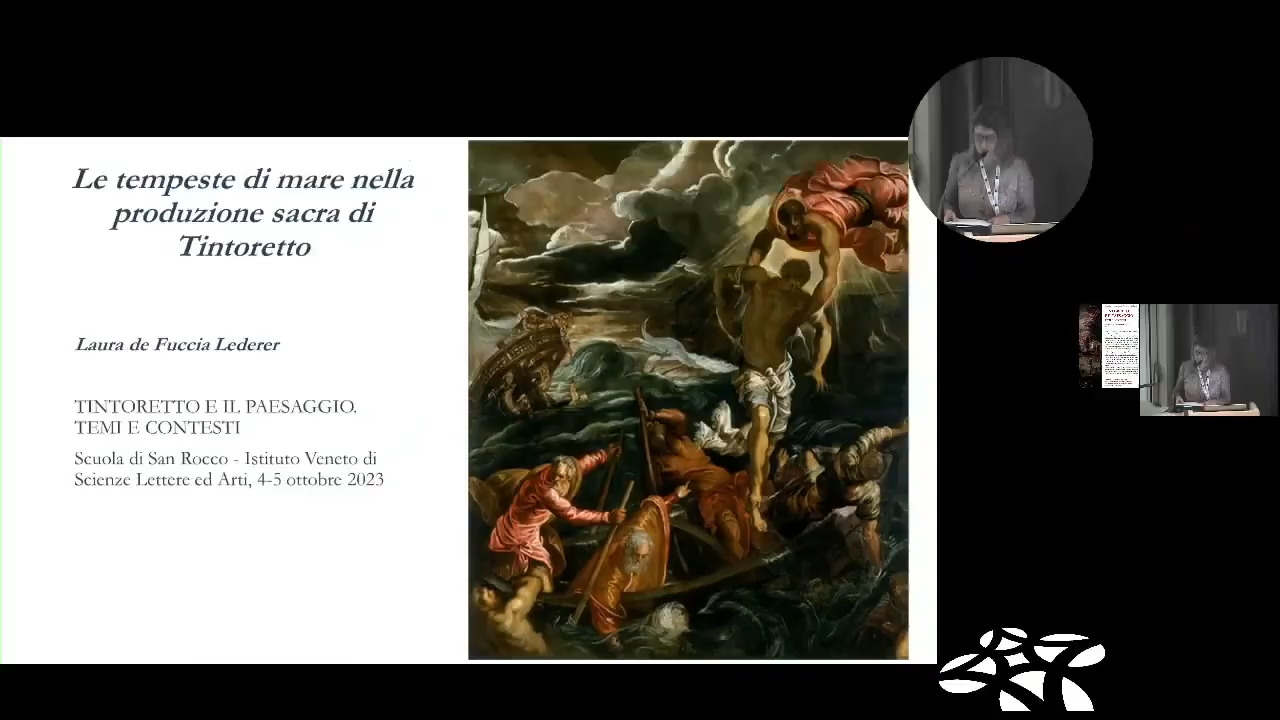 Le tempeste di mare nella
produzione sacra di
Tintoretto
Laura de Fuccia Lederer
TINTORETTO E IL PAESAGGIO.
TEMI E CONTESTI
Scuola di San Rocco - Istituto Veneto di
Scienze Lettere ed Arti, 4-5 ottobre 2023